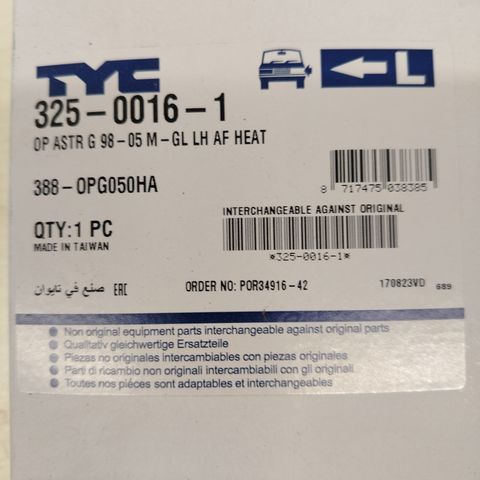 TYC
L
325-0016-1
OP ASTR G 98-05 M-GL LH AF HEAT
388-OPG050HA
8 717475 038385
INTERCHANGEABLE AGAINST ORIGINAL
QTY:1 PC
MADE IN TAIWAN
*325-0016-1*
صنع في تايوان EAC ORDER NO: POR34916-42 170823VD 689
Non original equipment parts interchangeable against original parts
Qualitativ gleichwertige Ersatzteile
Piezas no originales intercambiables con piezas originales
Parti di ricambio non originali intercambiabili con gli originali
Toutes nos piéces sont adaptables et interchangeables